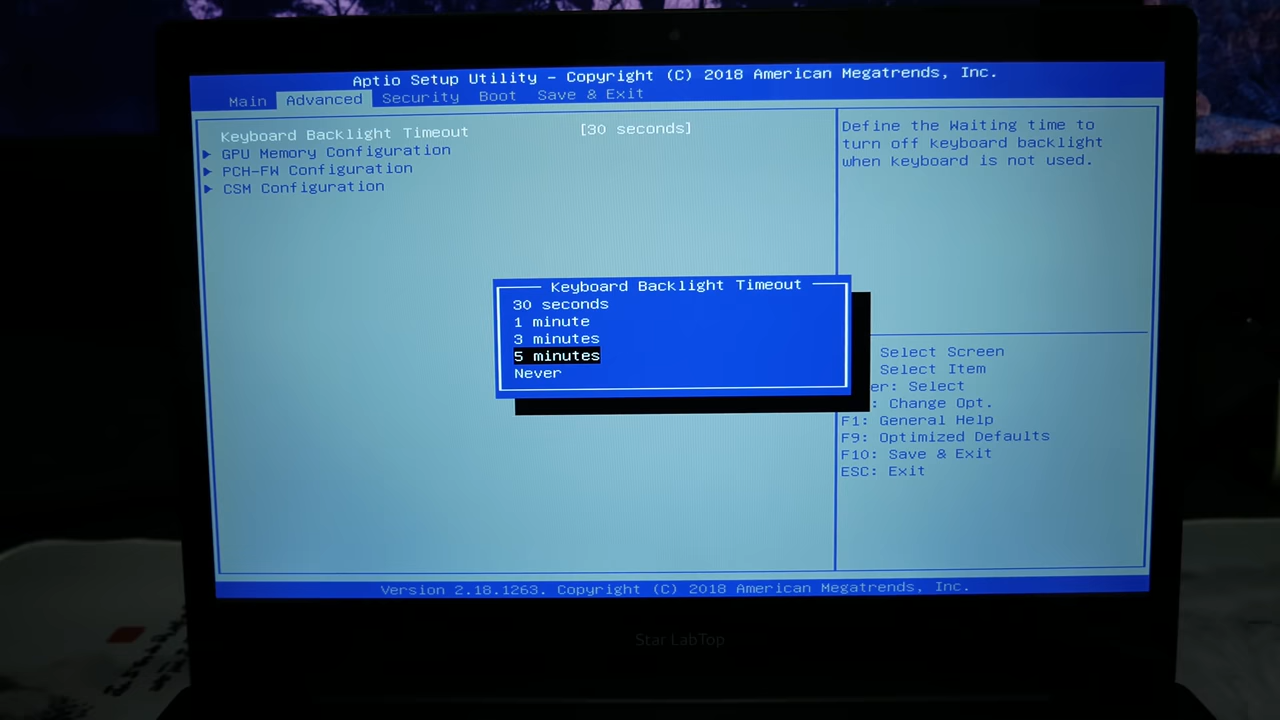 Aptio Setup Utility – Copyright (C) 2018 American Megatrends, Inc.
Main Advanced Security Boot Save & Exit
Keyboard Backlight Timeout [30 seconds]
GPU Memory Configuration
PCH-FW Configuration
CSM Configuration
Define the Waiting time to
turn off keyboard backlight
when keyboard is not used.
Keyboard Backlight Timeout
30 seconds
1 minute
3 minutes
5 minutes
Never
Select Screen
Select Item
er: Select
: Change Opt.
F1: General Help
F9: Optimized Defaults
F10: Save & Exit
ESC: Exit
Version 2.18.1263. Copyright (C) 2018 American Megatrends, Inc.
Star LabTop